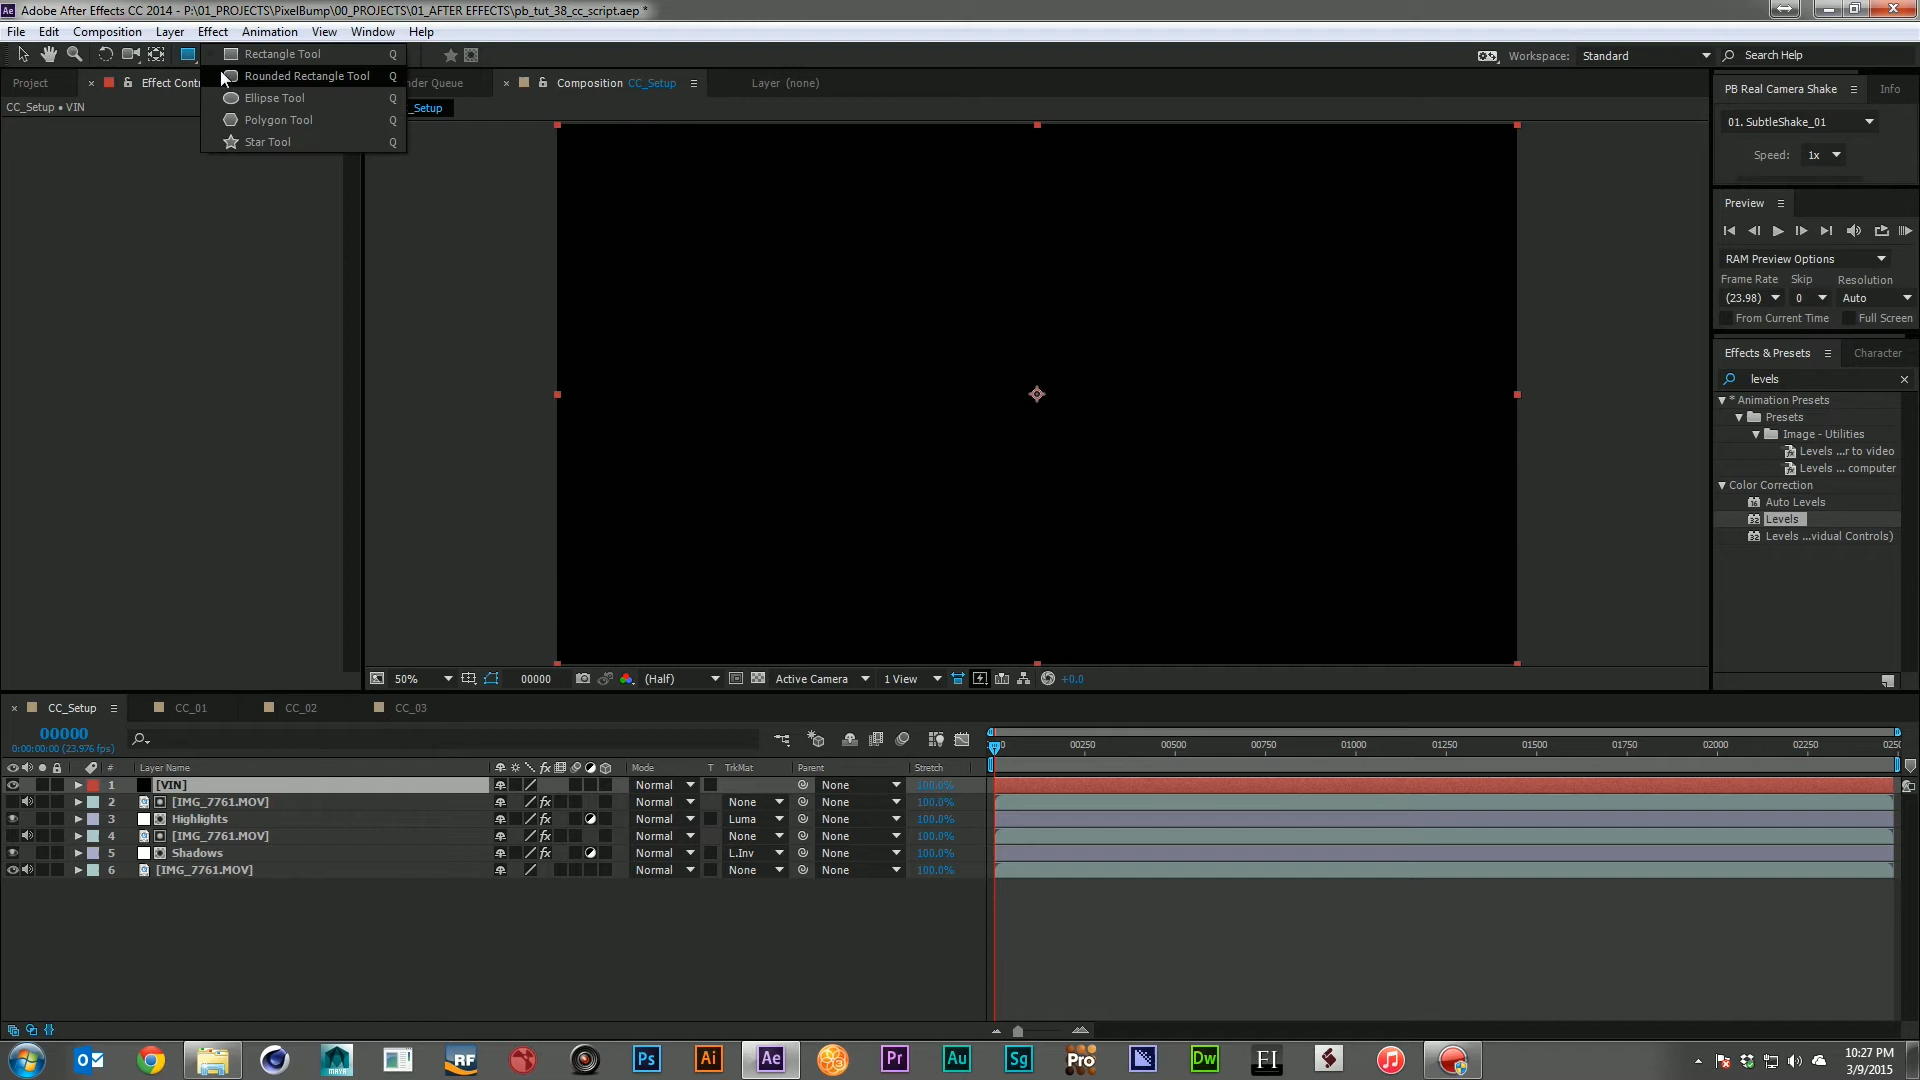 Adobe After Effects CC 2014 - P:\01_PROJECTS\PixelBump\00_PROJECTS\01_AFTER EFFECTS\pb_tut_38_cc_script.aep *
File Edit Composition Layer Effect Animation View Window Help
Rectangle Tool Q
Rounded Rectangle Tool Q
Ellipse Tool Q
Polygon Tool Q
Star Tool Q
Workspace: Standard Search Help
Project Effect Contr nder Queue Composition CC_Setup Layer (none)
CC_Setup • VIN _Setup
PB Real Camera Shake Info
01. SubtleShake_01
Speed: 1x
Preview
RAM Preview Options
Frame Rate Skip Resolution
(23.98) 0 Auto
From Current Time Full Screen
Effects & Presets Character
levels
* Animation Presets
Presets
Image - Utilities
Levels ...r to video
Levels ... computer
Color Correction
Auto Levels
Levels
Levels ...vidual Controls)
50% 00000 (Half) Active Camera 1 View +0.0
CC_Setup CC_01 CC_02 CC_03
00000
0:00:00:00 (23.976 fps)
00250 00500 00750 01000 01250 01500 01750 02000 02250
# Layer Name Mode T TrkMat Parent Stretch
1 [VIN] Normal None 100.0%
2 [IMG_7761.MOV] Normal None None 100.0%
3 Highlights Normal Luma None 100.0%
4 [IMG_7761.MOV] Normal None None 100.0%
5 Shadows Normal L.Inv None 100.0%
6 [IMG_7761.MOV] Normal None None 100.0%
RF MAYA Ps Ai Ae Pr Au Sg Pro Dw FI
10:27 PM
3/9/2015